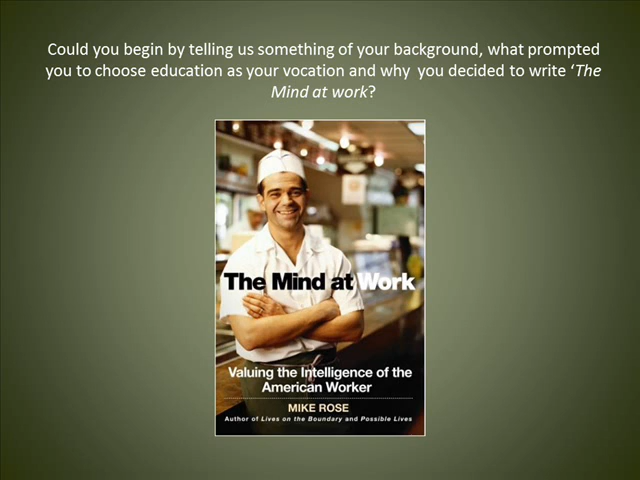 Could you begin by telling us something of your background, what prompted
you to choose education as your vocation and why  you decided to write ‘The
Mind at work?
The Mind at Work
Valuing the Intelligence of the
American Worker
MIKE ROSE
Author of Lives on the Boundary and Possible Lives